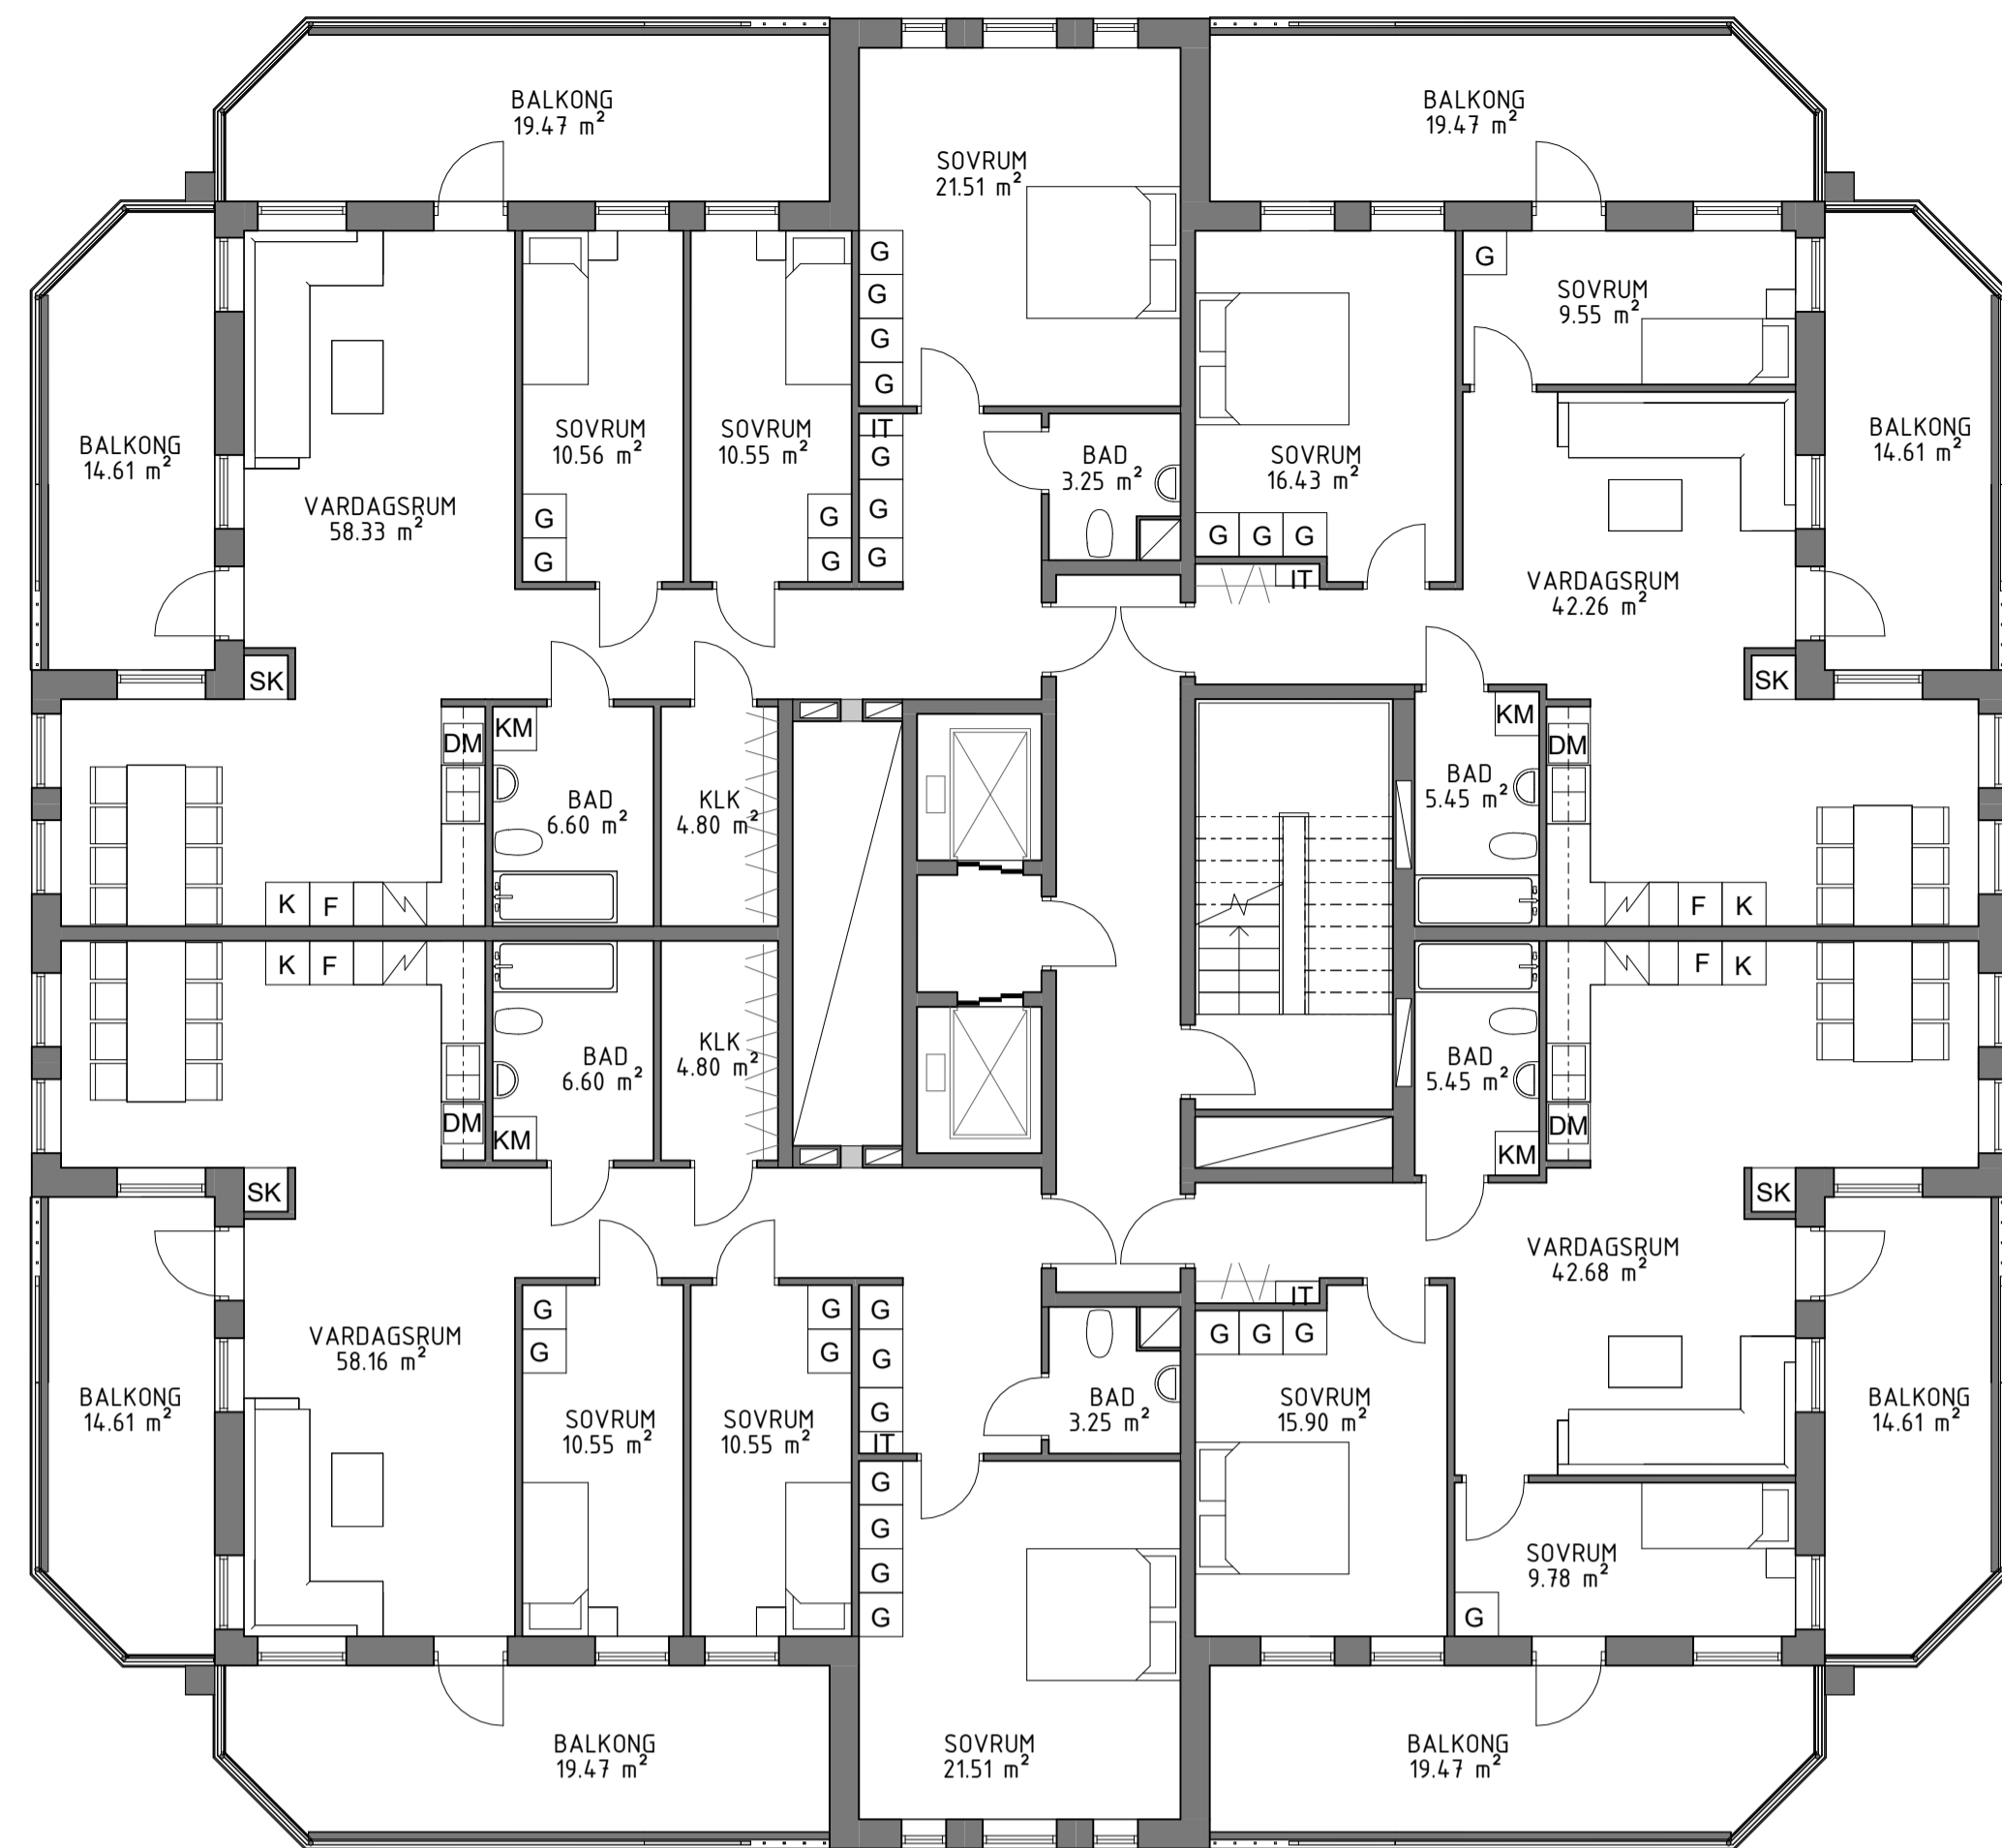 BALKONG
19.47 m²
SOVRUM
21.51 m²
BALKONG
19.47 m²
G
G
G
G
G
SOVRUM
9.55 m²
BALKONG
14.61 m²
SOVRUM
10.56 m²
SOVRUM
10.55 m²
IT
G
G
G
BAD
3.25 m²
SOVRUM
16.43 m²
BALKONG
14.61 m²
VARDAGSRUM
58.33 m²
G
G
G
G
G
G
G
IT
VARDAGSRUM
42.26 m²
SK
SK
DM
KM
KM
DM
BAD
6.60 m²
KLK
4.80 m²
BAD
5.45 m²
K
F
F
K
K
F
F
K
BAD
6.60 m²
KLK
4.80 m²
BAD
5.45 m²
DM
KM
KM
DM
SK
SK
VARDAGSRUM
58.16 m²
VARDAGSRUM
42.68 m²
G
G
G
G
G
G
G
IT
IT
G
G
G
BALKONG
14.61 m²
SOVRUM
10.55 m²
SOVRUM
10.55 m²
BAD
3.25 m²
SOVRUM
15.90 m²
BALKONG
14.61 m²
G
G
G
G
SOVRUM
9.78 m²
G
BALKONG
19.47 m²
SOVRUM
21.51 m²
BALKONG
19.47 m²